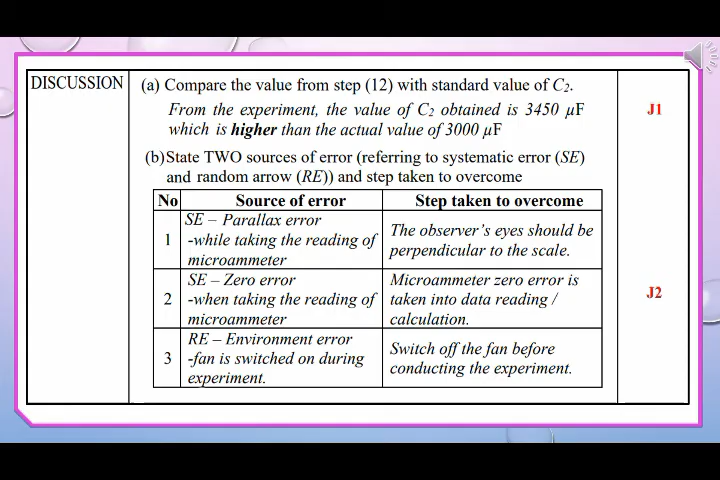 DISCUSSION
(a) Compare the value from step (12) with standard value of C₂.
From the experiment, the value of C₂ obtained is 3450 μF
which is higher than the actual value of 3000 μF
J1
(b)State TWO sources of error (referring to systematic error (SE)
and random arrow (RE)) and step taken to overcome
No Source of error Step taken to overcome
1
SE – Parallax error
-while taking the reading of
microammeter
The observer's eyes should be
perpendicular to the scale.
2
SE – Zero error
-when taking the reading of
microammeter
Microammeter zero error is
taken into data reading /
calculation.
J2
3
RE – Environment error
-fan is switched on during
experiment.
Switch off the fan before
conducting the experiment.